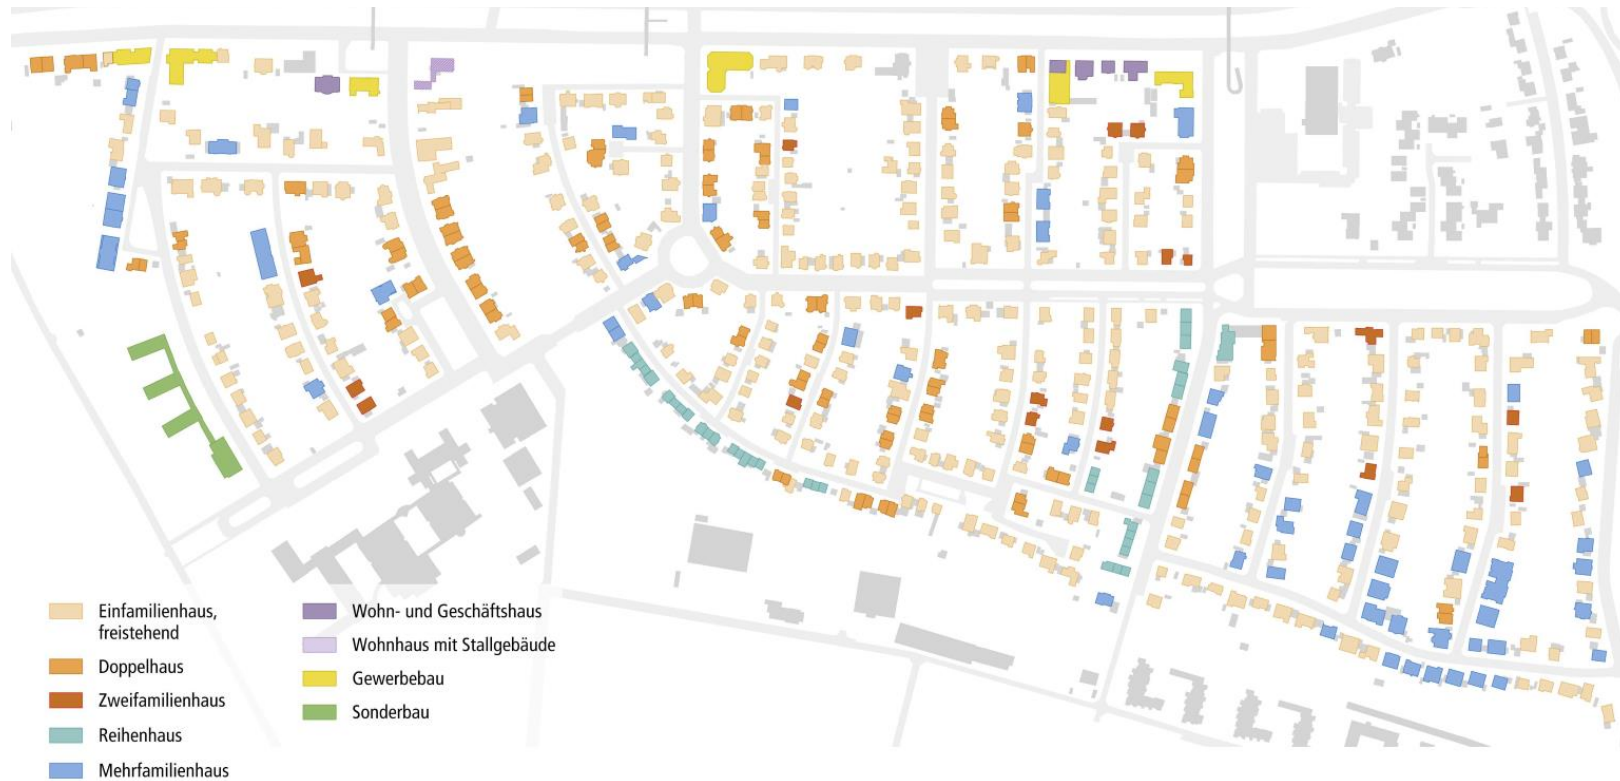 Einfamilienhaus,
freistehend
Doppelhaus
Zweifamilienhaus
Reihenhaus
Mehrfamilienhaus
Wohn- und Geschäftshaus
Wohnhaus mit Stallgebäude
Gewerbebau
Sonderbau